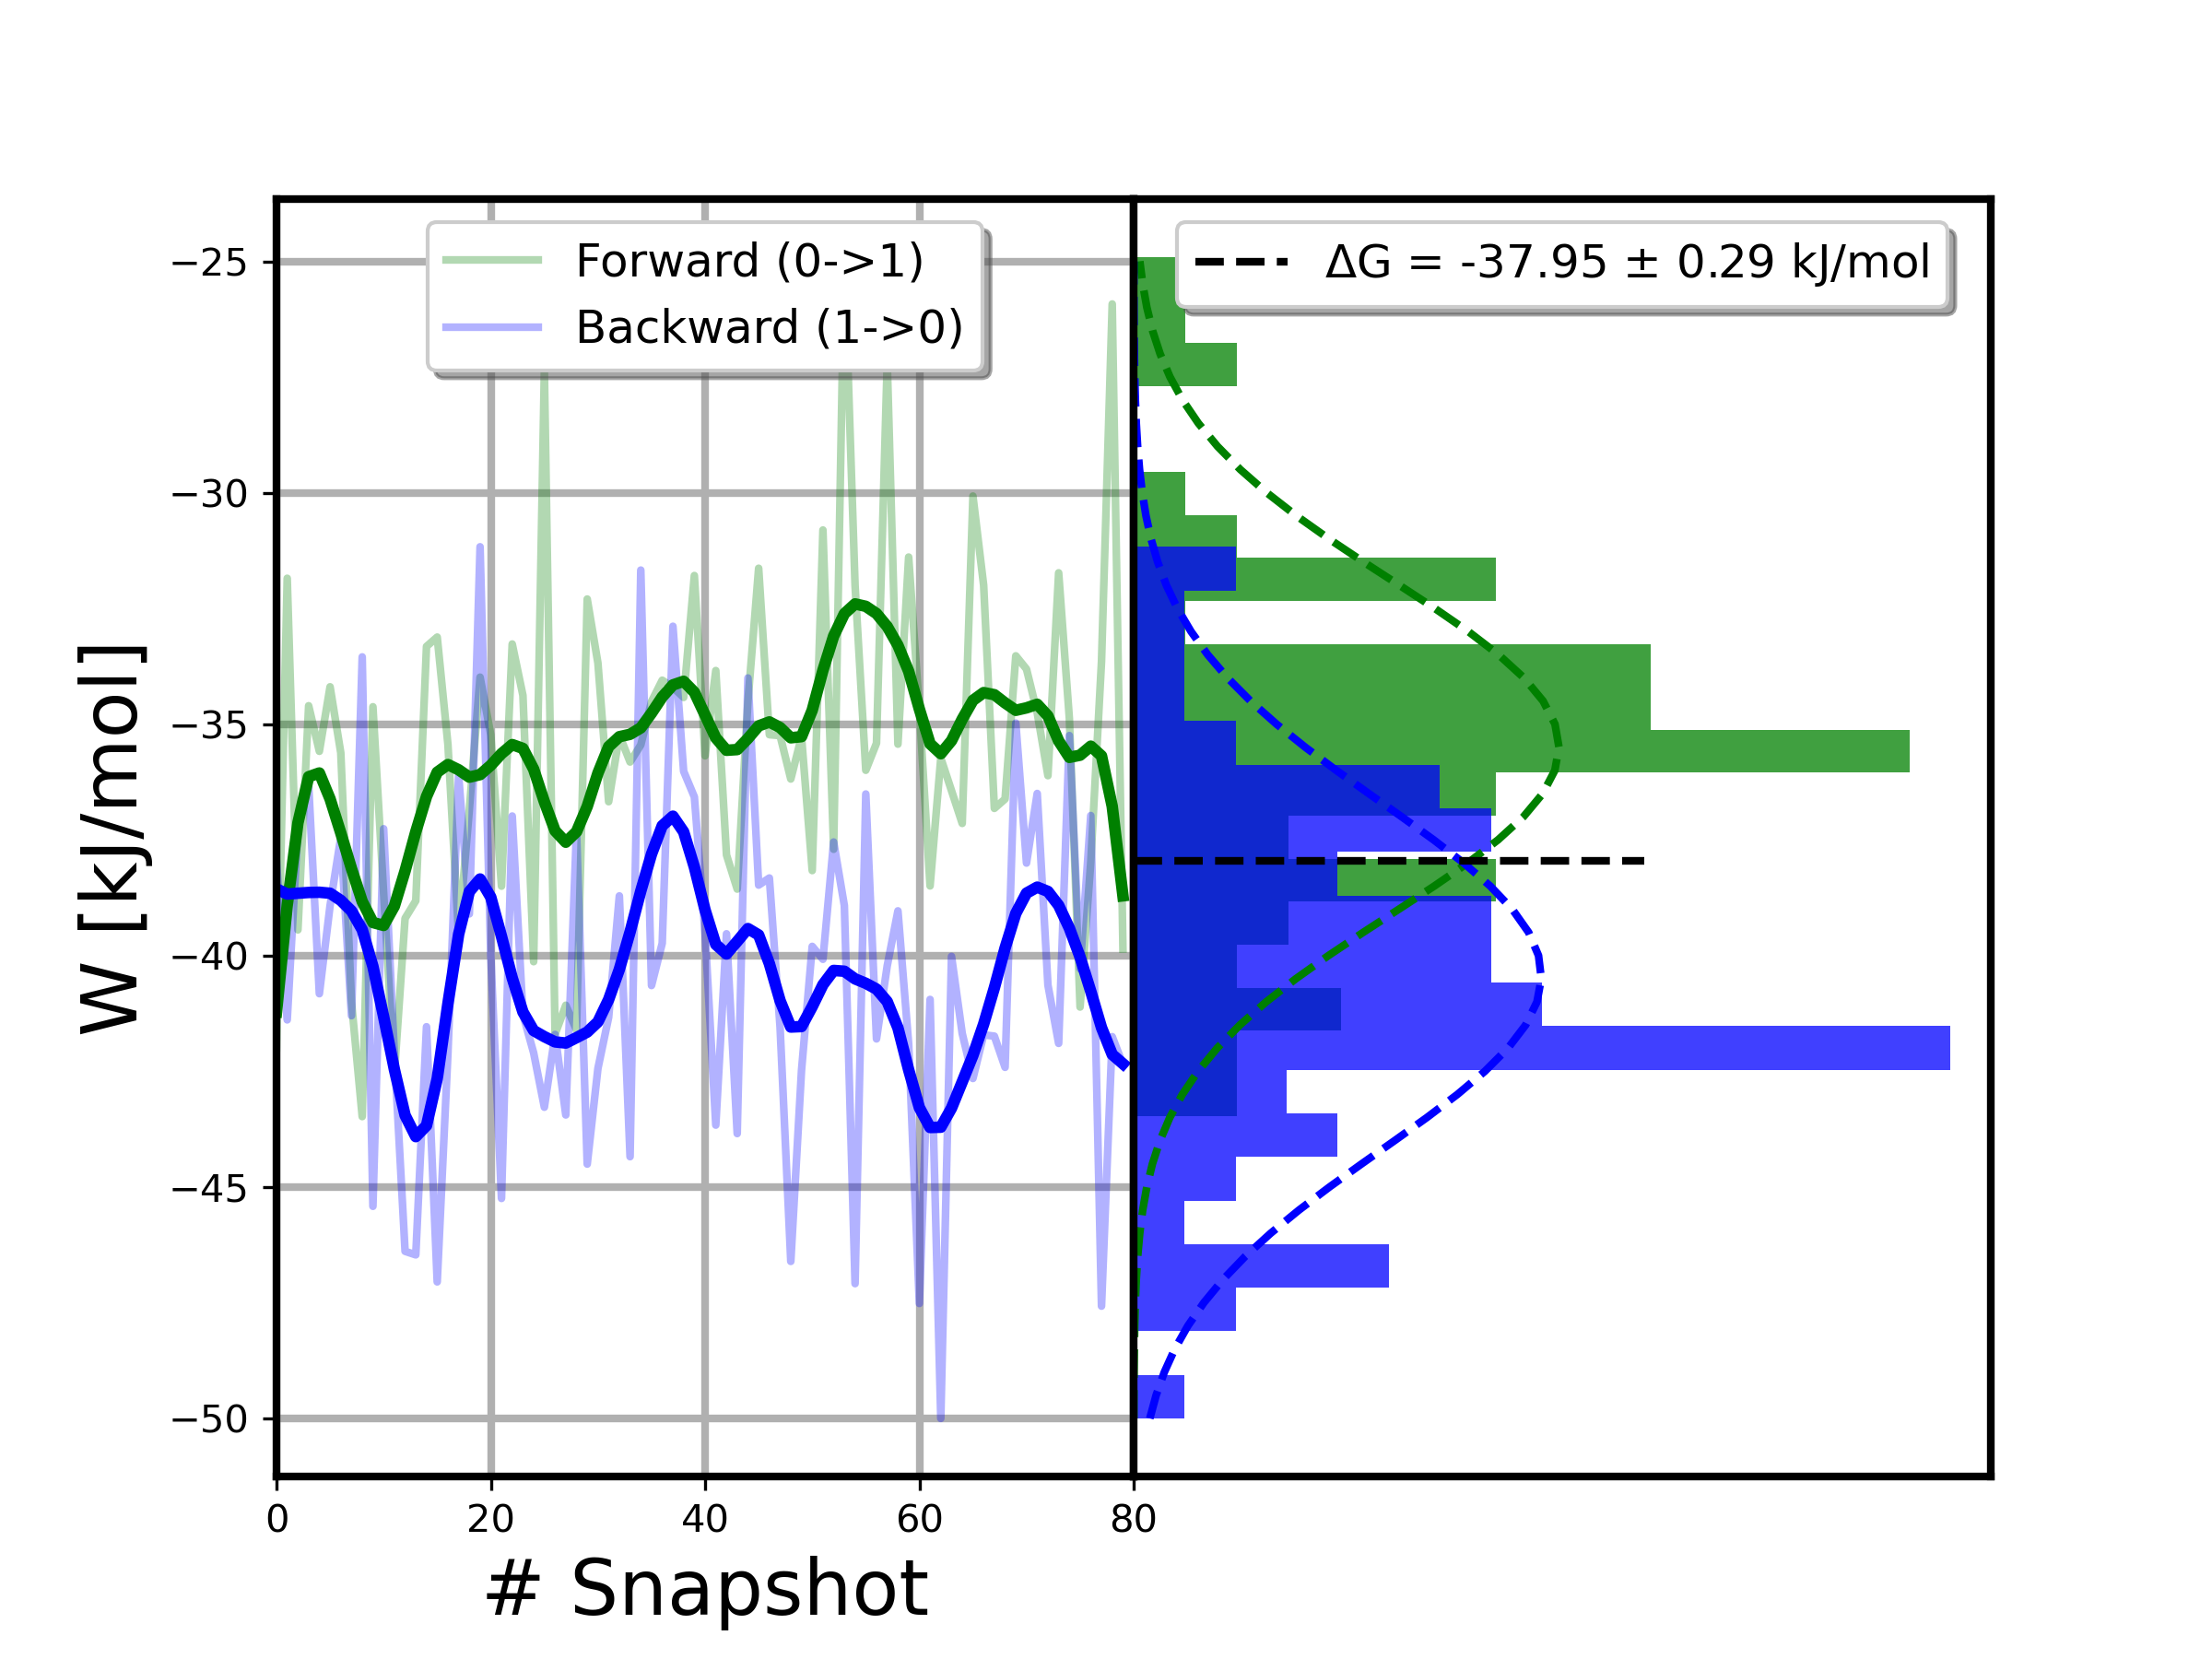 Forward (0->1)
Backward (1->0)
ΔG = -37.95 ± 0.29 kJ/mol
−25
−30
−35
−40
−45
−50
W [kJ/mol]
0 20 40 60 80
# Snapshot